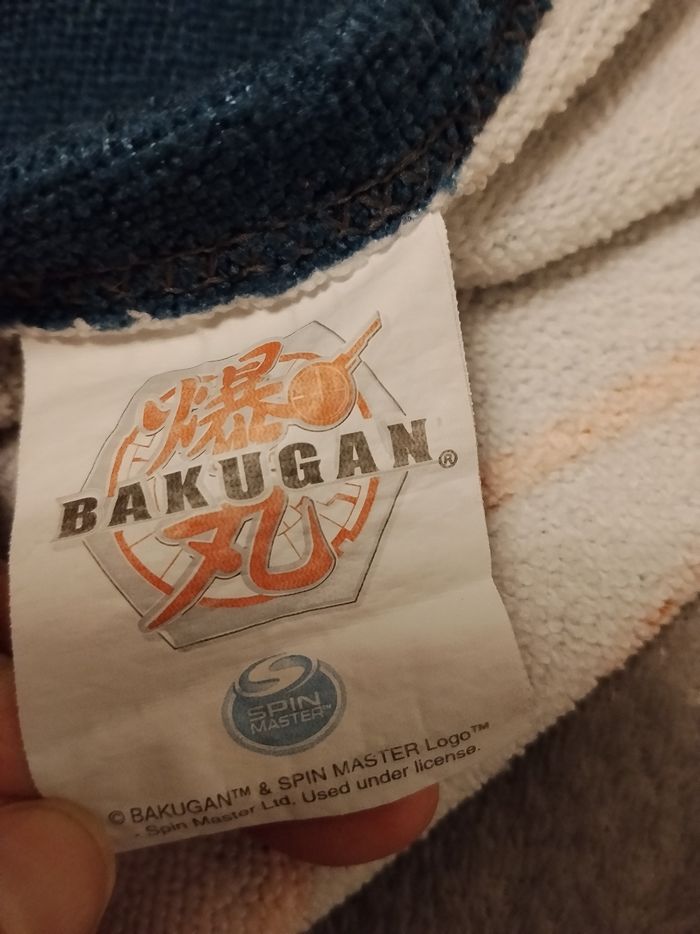 爆
BAKUGAN®
丸
SPIN
MASTER™
© BAKUGAN™ & SPIN MASTER Logo™
- Spin Master Ltd. Used under license.